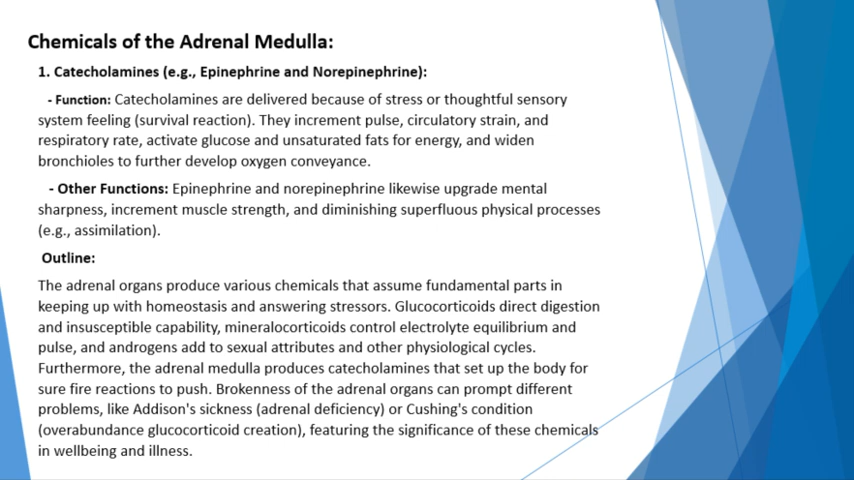 Chemicals of the Adrenal Medulla:
1. Catecholamines (e.g., Epinephrine and Norepinephrine):
- Function: Catecholamines are delivered because of stress or thoughtful sensory
system feeling (survival reaction). They increment pulse, circulatory strain, and
respiratory rate, activate glucose and unsaturated fats for energy, and widen
bronchioles to further develop oxygen conveyance.
- Other Functions: Epinephrine and norepinephrine likewise upgrade mental
sharpness, increment muscle strength, and diminishing superfluous physical processes
(e.g., assimilation).
Outline:
The adrenal organs produce various chemicals that assume fundamental parts in
keeping up with homeostasis and answering stressors. Glucocorticoids direct digestion
and insusceptible capability, mineralocorticoids control electrolyte equilibrium and
pulse, and androgens add to sexual attributes and other physiological cycles.
Furthermore, the adrenal medulla produces catecholamines that set up the body for
sure fire reactions to push. Brokenness of the adrenal organs can prompt different
problems, like Addison's sickness (adrenal deficiency) or Cushing's condition
(overabundance glucocorticoid creation), featuring the significance of these chemicals
in wellbeing and illness.